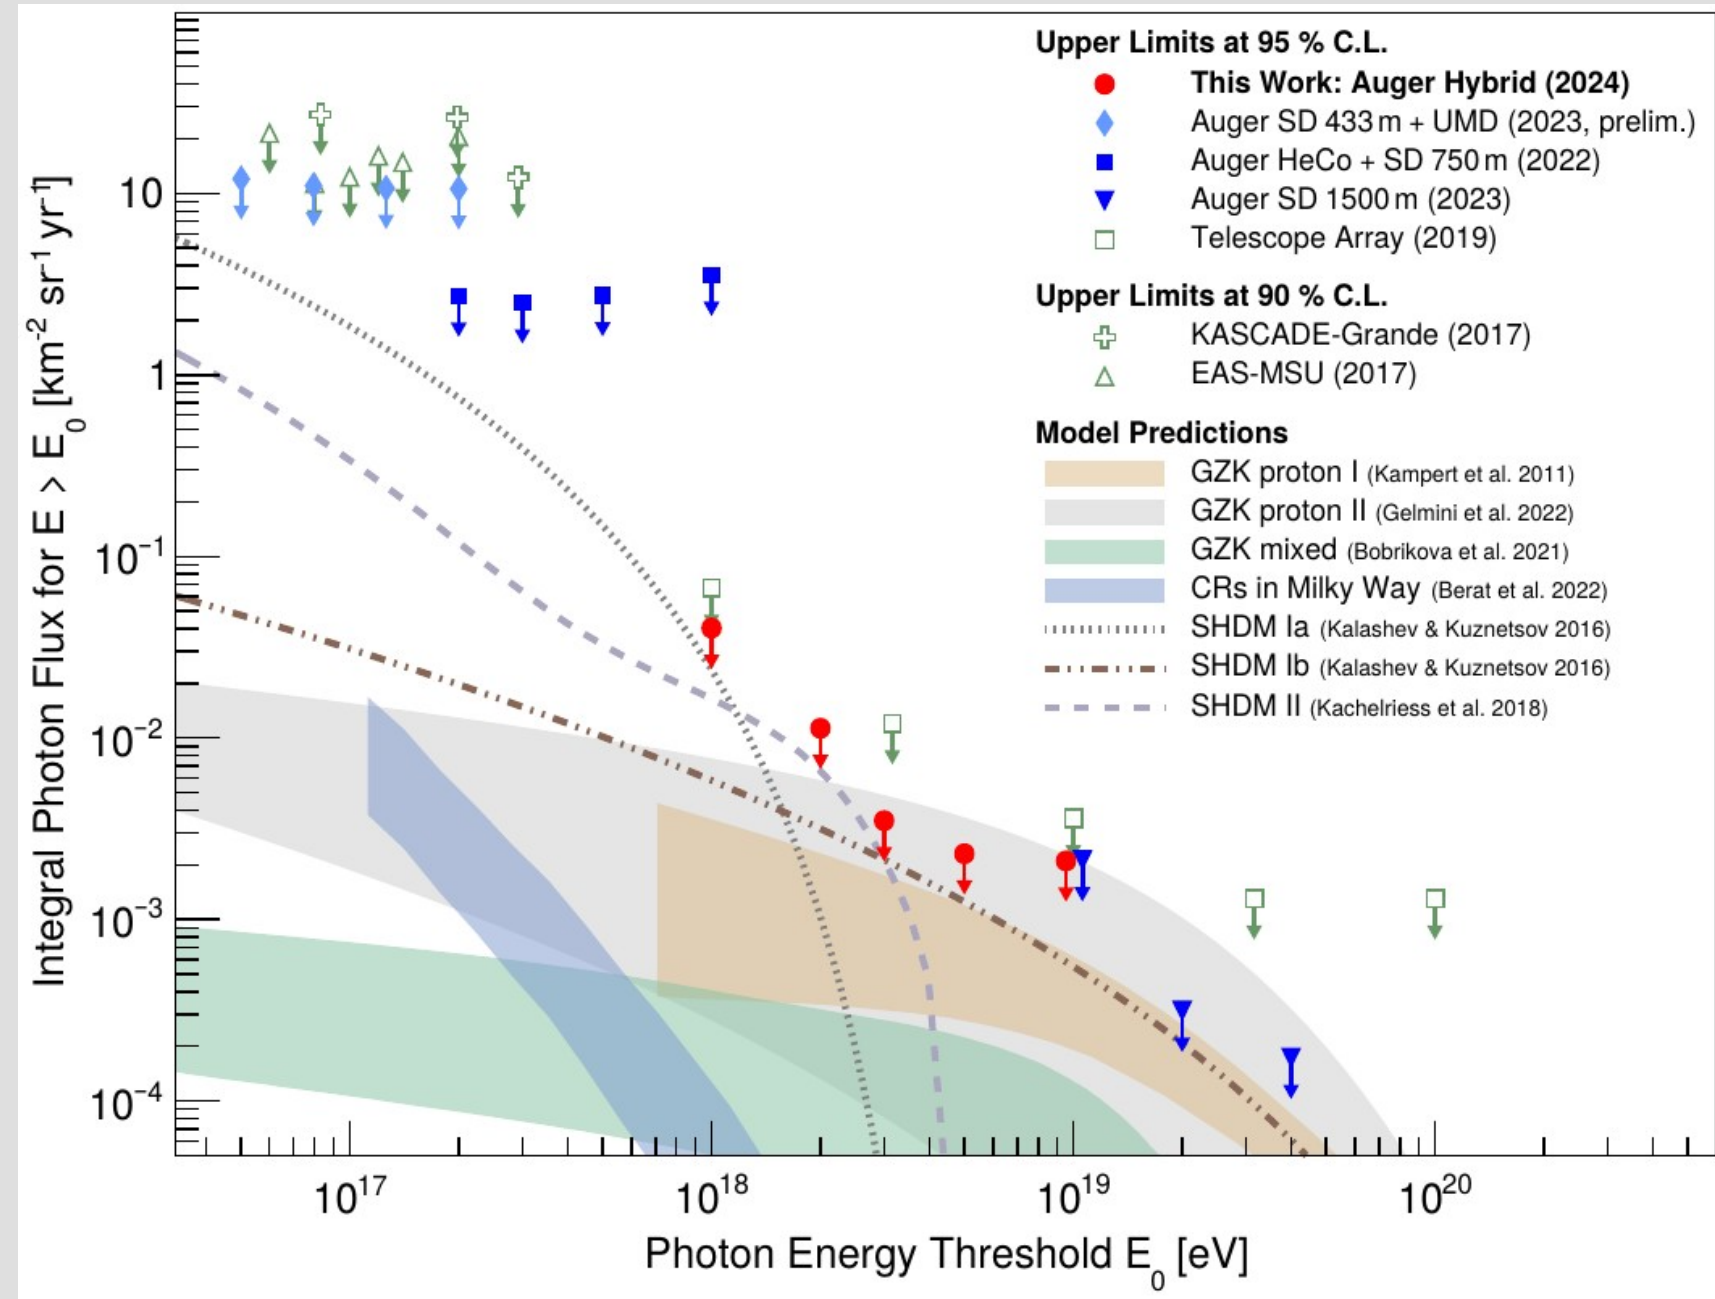 Integral Photon Flux for E > E₀ [km⁻² sr⁻¹ yr⁻¹]
10
1
10⁻¹
10⁻²
10⁻³
10⁻⁴
Upper Limits at 95 % C.L.
This Work: Auger Hybrid (2024)
Auger SD 433 m + UMD (2023, prelim.)
Auger HeCo + SD 750 m (2022)
Auger SD 1500 m (2023)
Telescope Array (2019)
Upper Limits at 90 % C.L.
KASCADE-Grande (2017)
EAS-MSU (2017)
Model Predictions
GZK proton I (Kampert et al. 2011)
GZK proton II (Gelmini et al. 2022)
GZK mixed (Bobrikova et al. 2021)
CRs in Milky Way (Berat et al. 2022)
SHDM Ia (Kalashev & Kuznetsov 2016)
SHDM Ib (Kalashev & Kuznetsov 2016)
SHDM II (Kachelriess et al. 2018)
10¹⁷ 10¹⁸ 10¹⁹ 10²⁰
Photon Energy Threshold E₀ [eV]